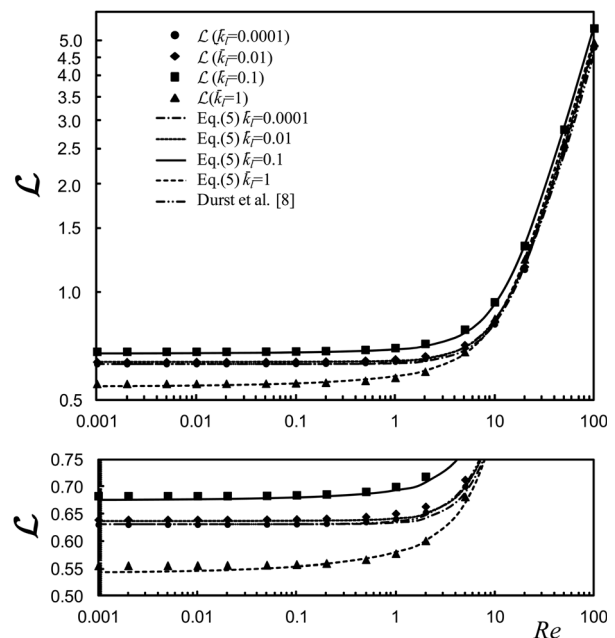 5.0
4.5
4.0
3.5
3.0
2.5
2.0
1.0
0.5
ℒ
ℒ (k̄ₗ=0.0001)
ℒ (k̄ₗ=0.01)
ℒ (k̄ₗ=0.1)
ℒ(k̄ₗ=1)
Eq.(5) k̄ₗ=0.0001
Eq.(5) k̄ₗ=0.01
Eq.(5) k̄ₗ=0.1
Eq.(5) k̄ₗ=1
Durst et al. [8]
0.001 0.01 0.1 1 10 100
0.75
0.70
0.65
0.60
0.55
0.50
ℒ
0.001 0.01 0.1 1 10 100
Re